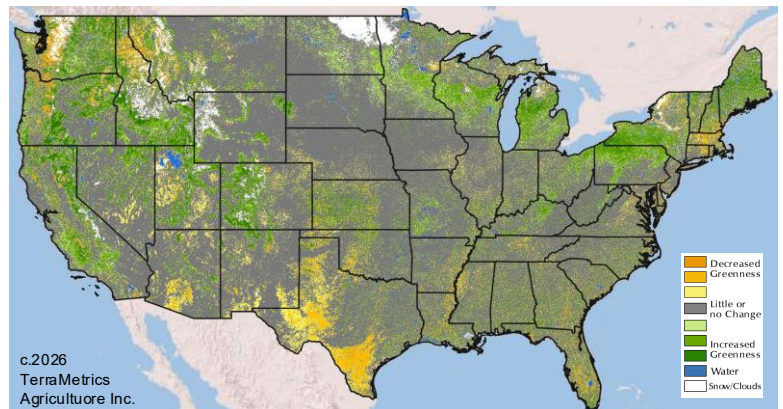 Decreased
Greenness
Little or
no Change
Increased
Greenness
Water
Snow/Clouds
c.2026
TerraMetrics
Agricultuore Inc.